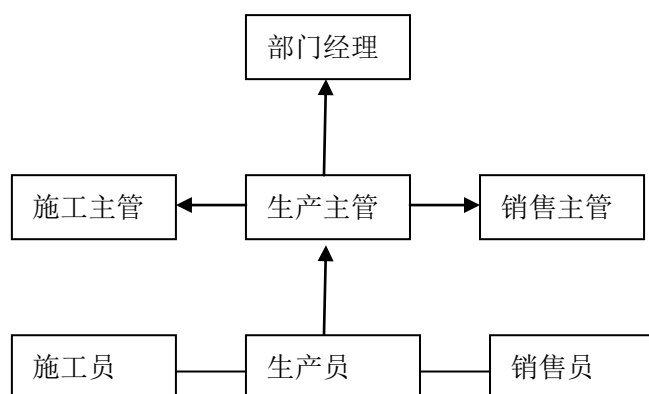 部门经理
施工主管
生产主管
销售主管
施工员
生产员
销售员